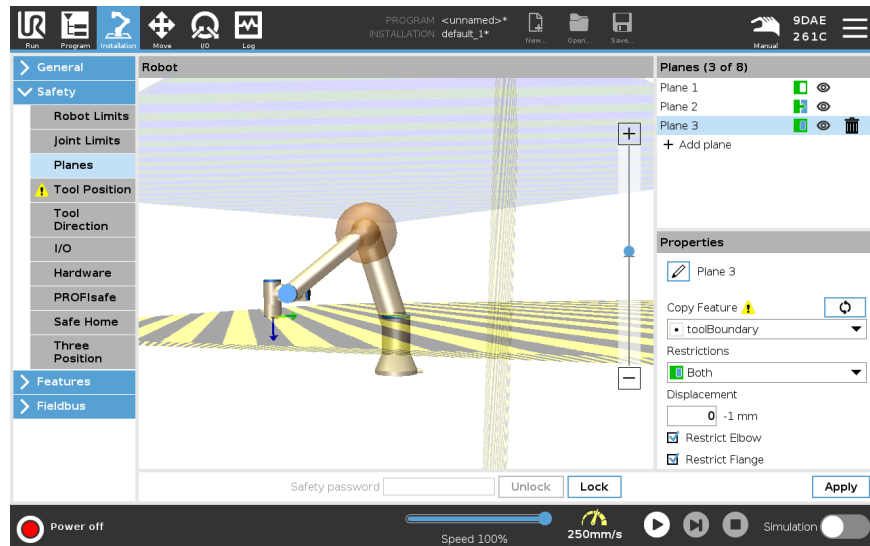 PROGRAM <unnamed>*
INSTALLATION default_1*
9DAE
261C
Run Program Installation Move I/O Log New... Open... Save... Manual
General
Safety
Robot Limits
Joint Limits
Planes
Tool Position
Tool
Direction
I/O
Hardware
PROFIsafe
Safe Home
Three
Position
Features
Fieldbus
Robot
Planes (3 of 8)
Plane 1
Plane 2
Plane 3
+ Add plane
Properties
Plane 3
Copy Feature
toolBoundary
Restrictions
Both
Displacement
0 -1 mm
Restrict Elbow
Restrict Flange
Safety password Unlock Lock Apply
Power off
Speed 100%
250mm/s
Simulation